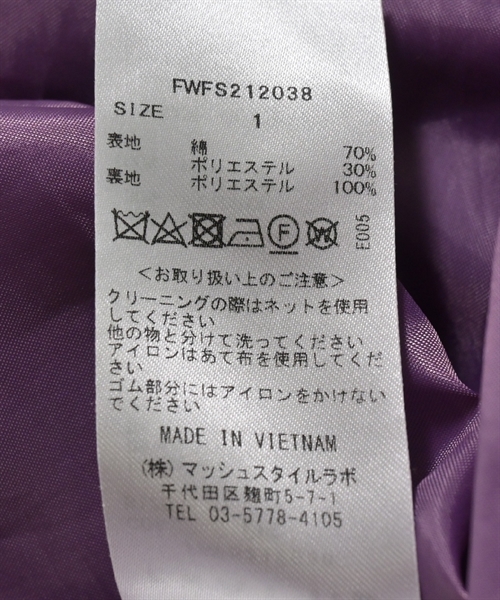 FWFS212038
SIZE 1
表地 綿 70%
ポリエステル 30%
裏地 ポリエステル 100%
F W E005
<お取り扱い上のご注意>
クリーニングの際はネットを使用
してください
他の物と分けて洗ってください
アイロンはあて布を使用してくだ
さい
ゴム部分にはアイロンをかけない
でください
MADE IN VIETNAM
(株)マッシュスタイルラボ
千代田区麹町5-7-1
TEL 03-5778-4105